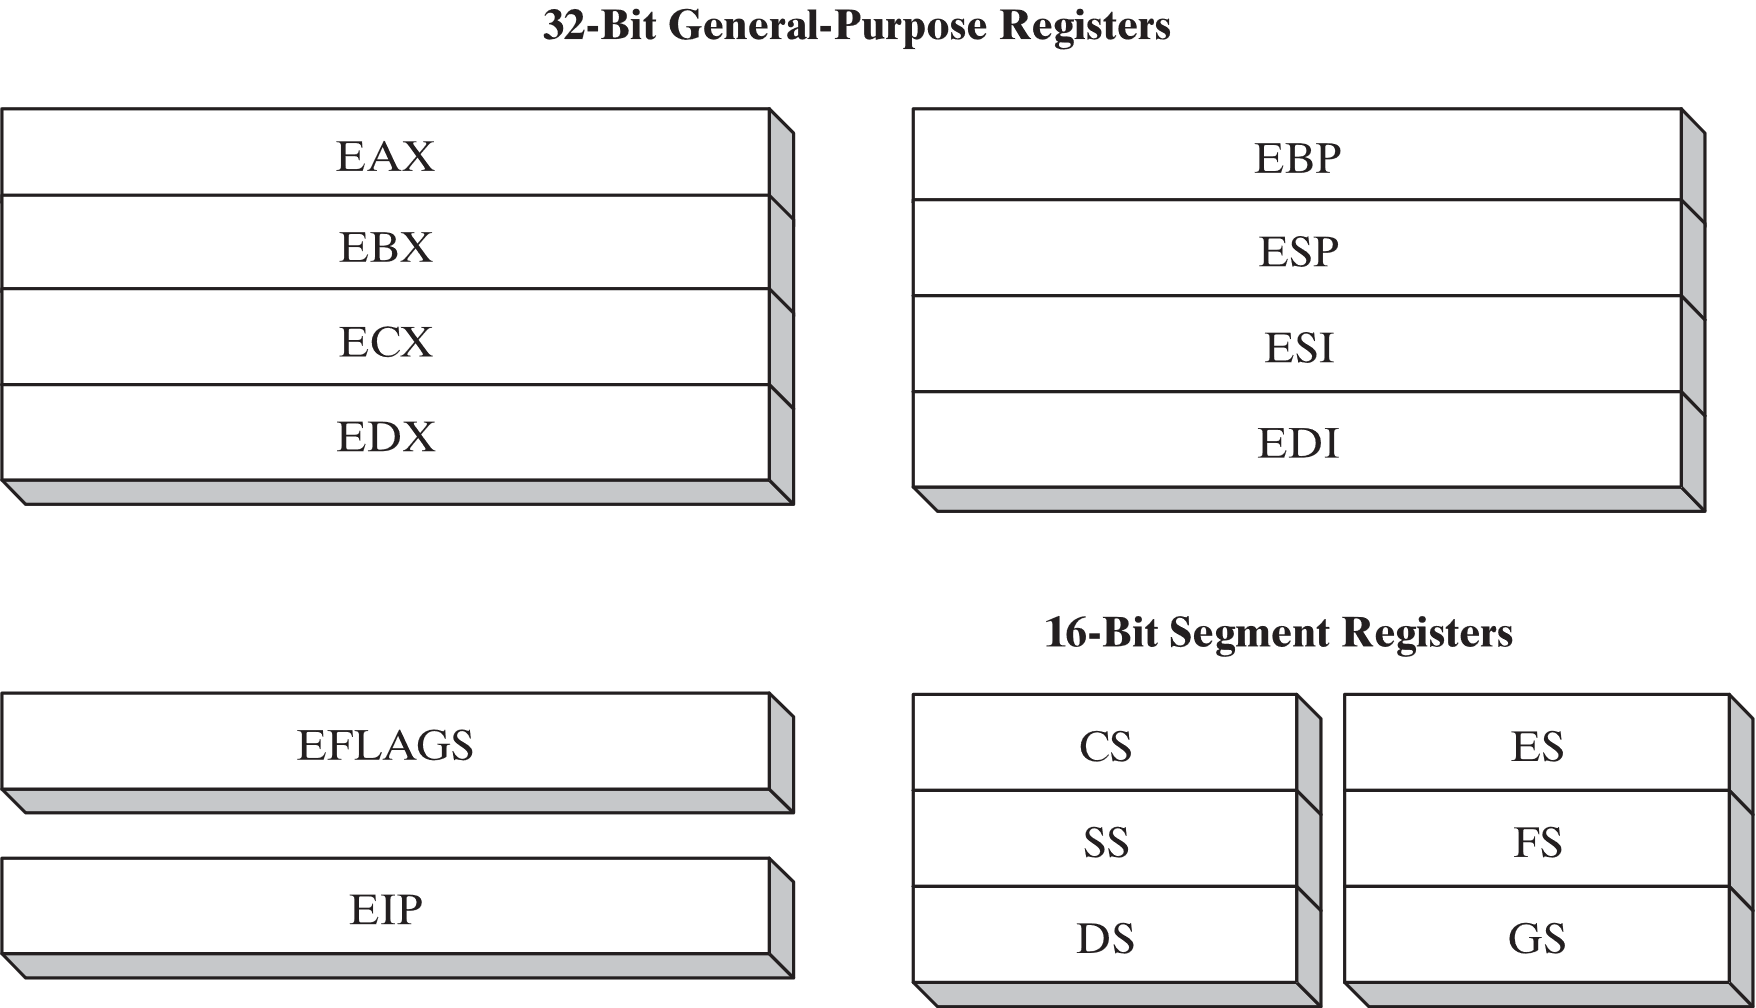 32-Bit General-Purpose Registers
EAX
EBX
ECX
EDX
EBP
ESP
ESI
EDI
EFLAGS
EIP
16-Bit Segment Registers
CS
SS
DS
ES
FS
GS